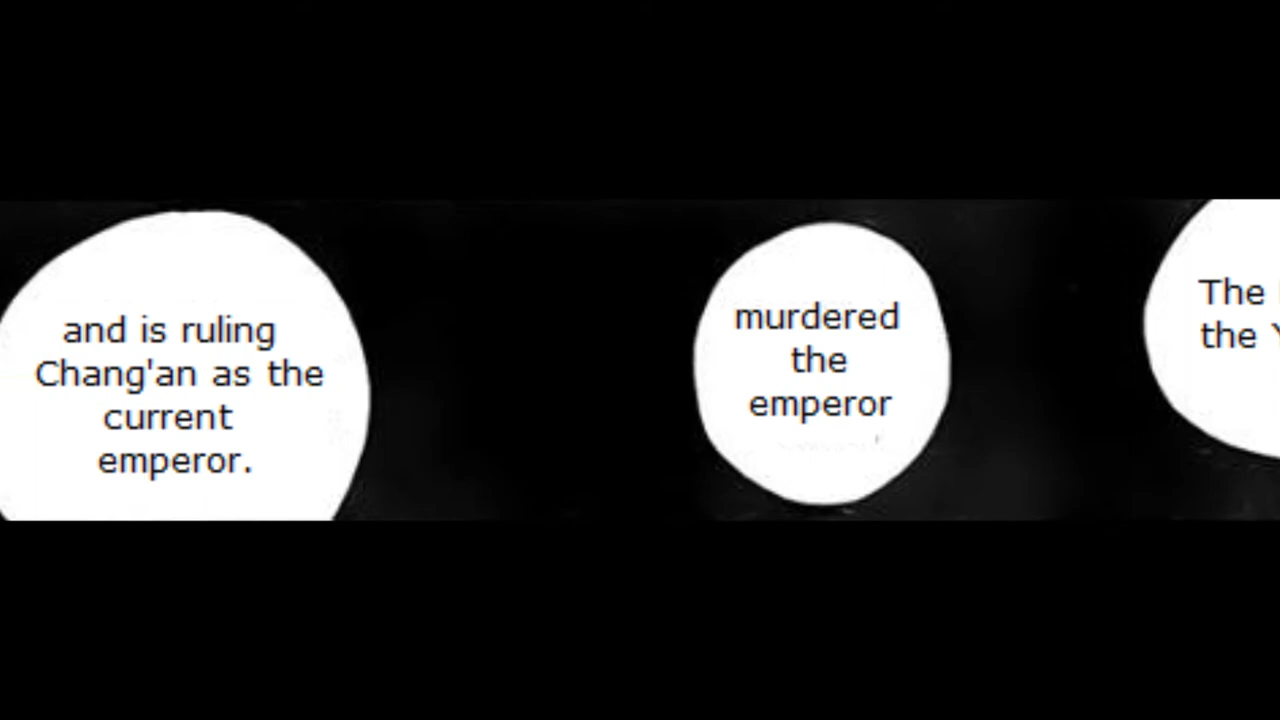 The
the
murdered
the
emperor
and is ruling
Chang'an as the
current
emperor.